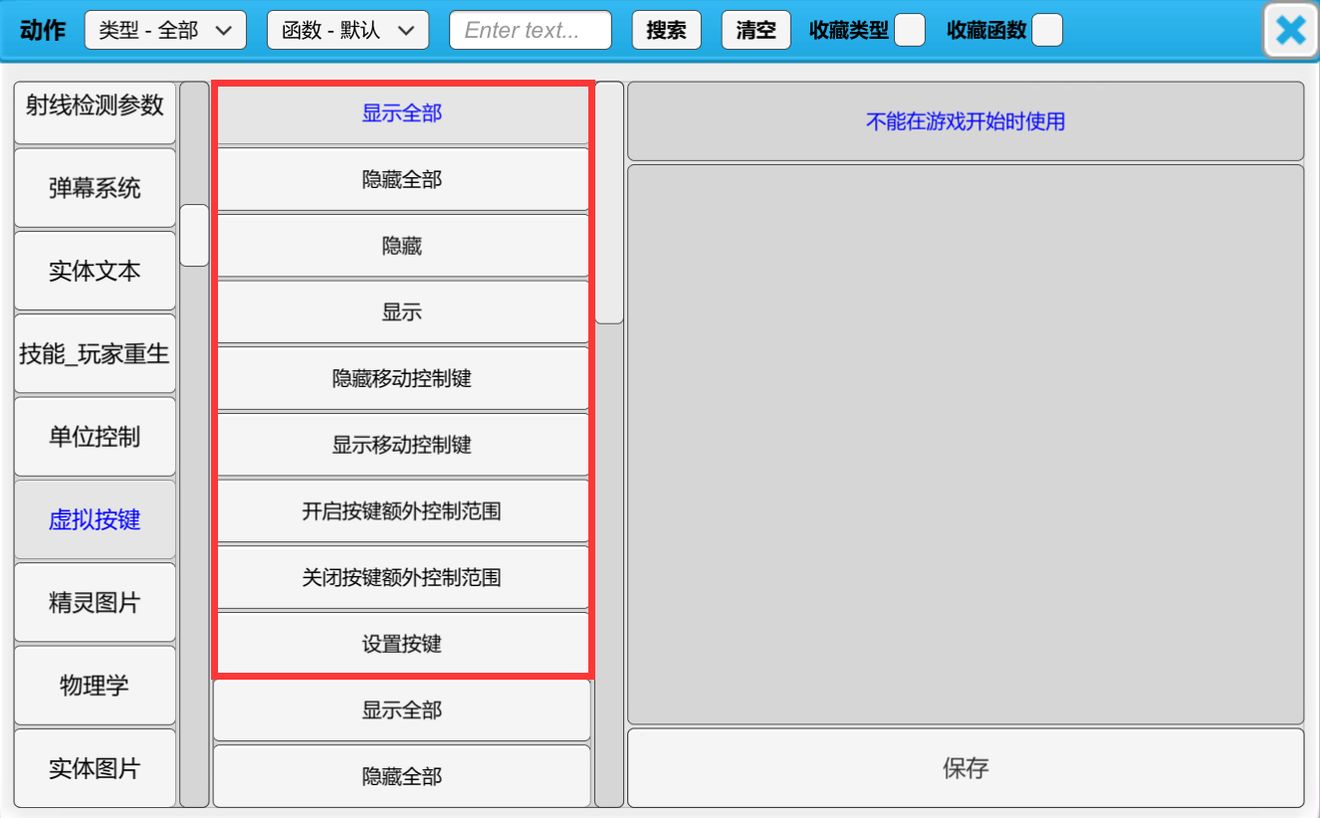 动作
类型 - 全部
函数 - 默认
Enter text...
搜索
清空
收藏类型
收藏函数
射线检测参数
弹幕系统
实体文本
技能_玩家重生
单位控制
虚拟按键
精灵图片
物理学
实体图片
显示全部
隐藏全部
隐藏
显示
隐藏移动控制键
显示移动控制键
开启按键额外控制范围
关闭按键额外控制范围
设置按键
显示全部
隐藏全部
不能在游戏开始时使用
保存